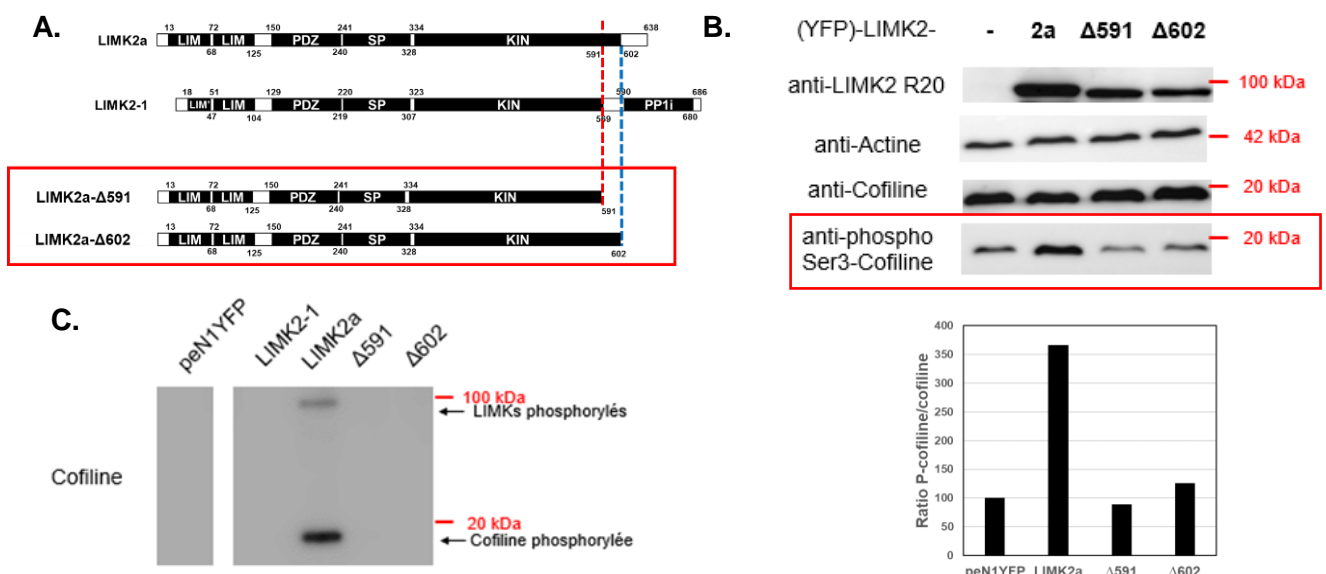 A.
13 72 150 241 334 638
LIMK2a LIM LIM PDZ SP KIN
68 125 240 328 591 602
18 51 129 220 323 590 686
LIMK2-1 LIM' LIM PDZ SP KIN PP1i
47 104 219 307 569 680
13 72 150 241 334
LIMK2a-Δ591 LIM LIM PDZ SP KIN
68 125 240 328 591
13 72 150 241 334
LIMK2a-Δ602 LIM LIM PDZ SP KIN
68 125 240 328 602
B.
(YFP)-LIMK2- - 2a Δ591 Δ602
anti-LIMK2 R20 100 kDa
anti-Actine 42 kDa
anti-Cofiline 20 kDa
anti-phospho 20 kDa
Ser3-Cofiline
400
350
300
250
200
150
100
50
0
Ratio P-cofiline/cofiline
peN1YFP LIMK2a Δ591 Δ602
C.
peN1YFP LIMK2-1 LIMK2a Δ591 Δ602
100 kDa
LIMKs phosphorylés
Cofiline
20 kDa
Cofiline phosphorylée